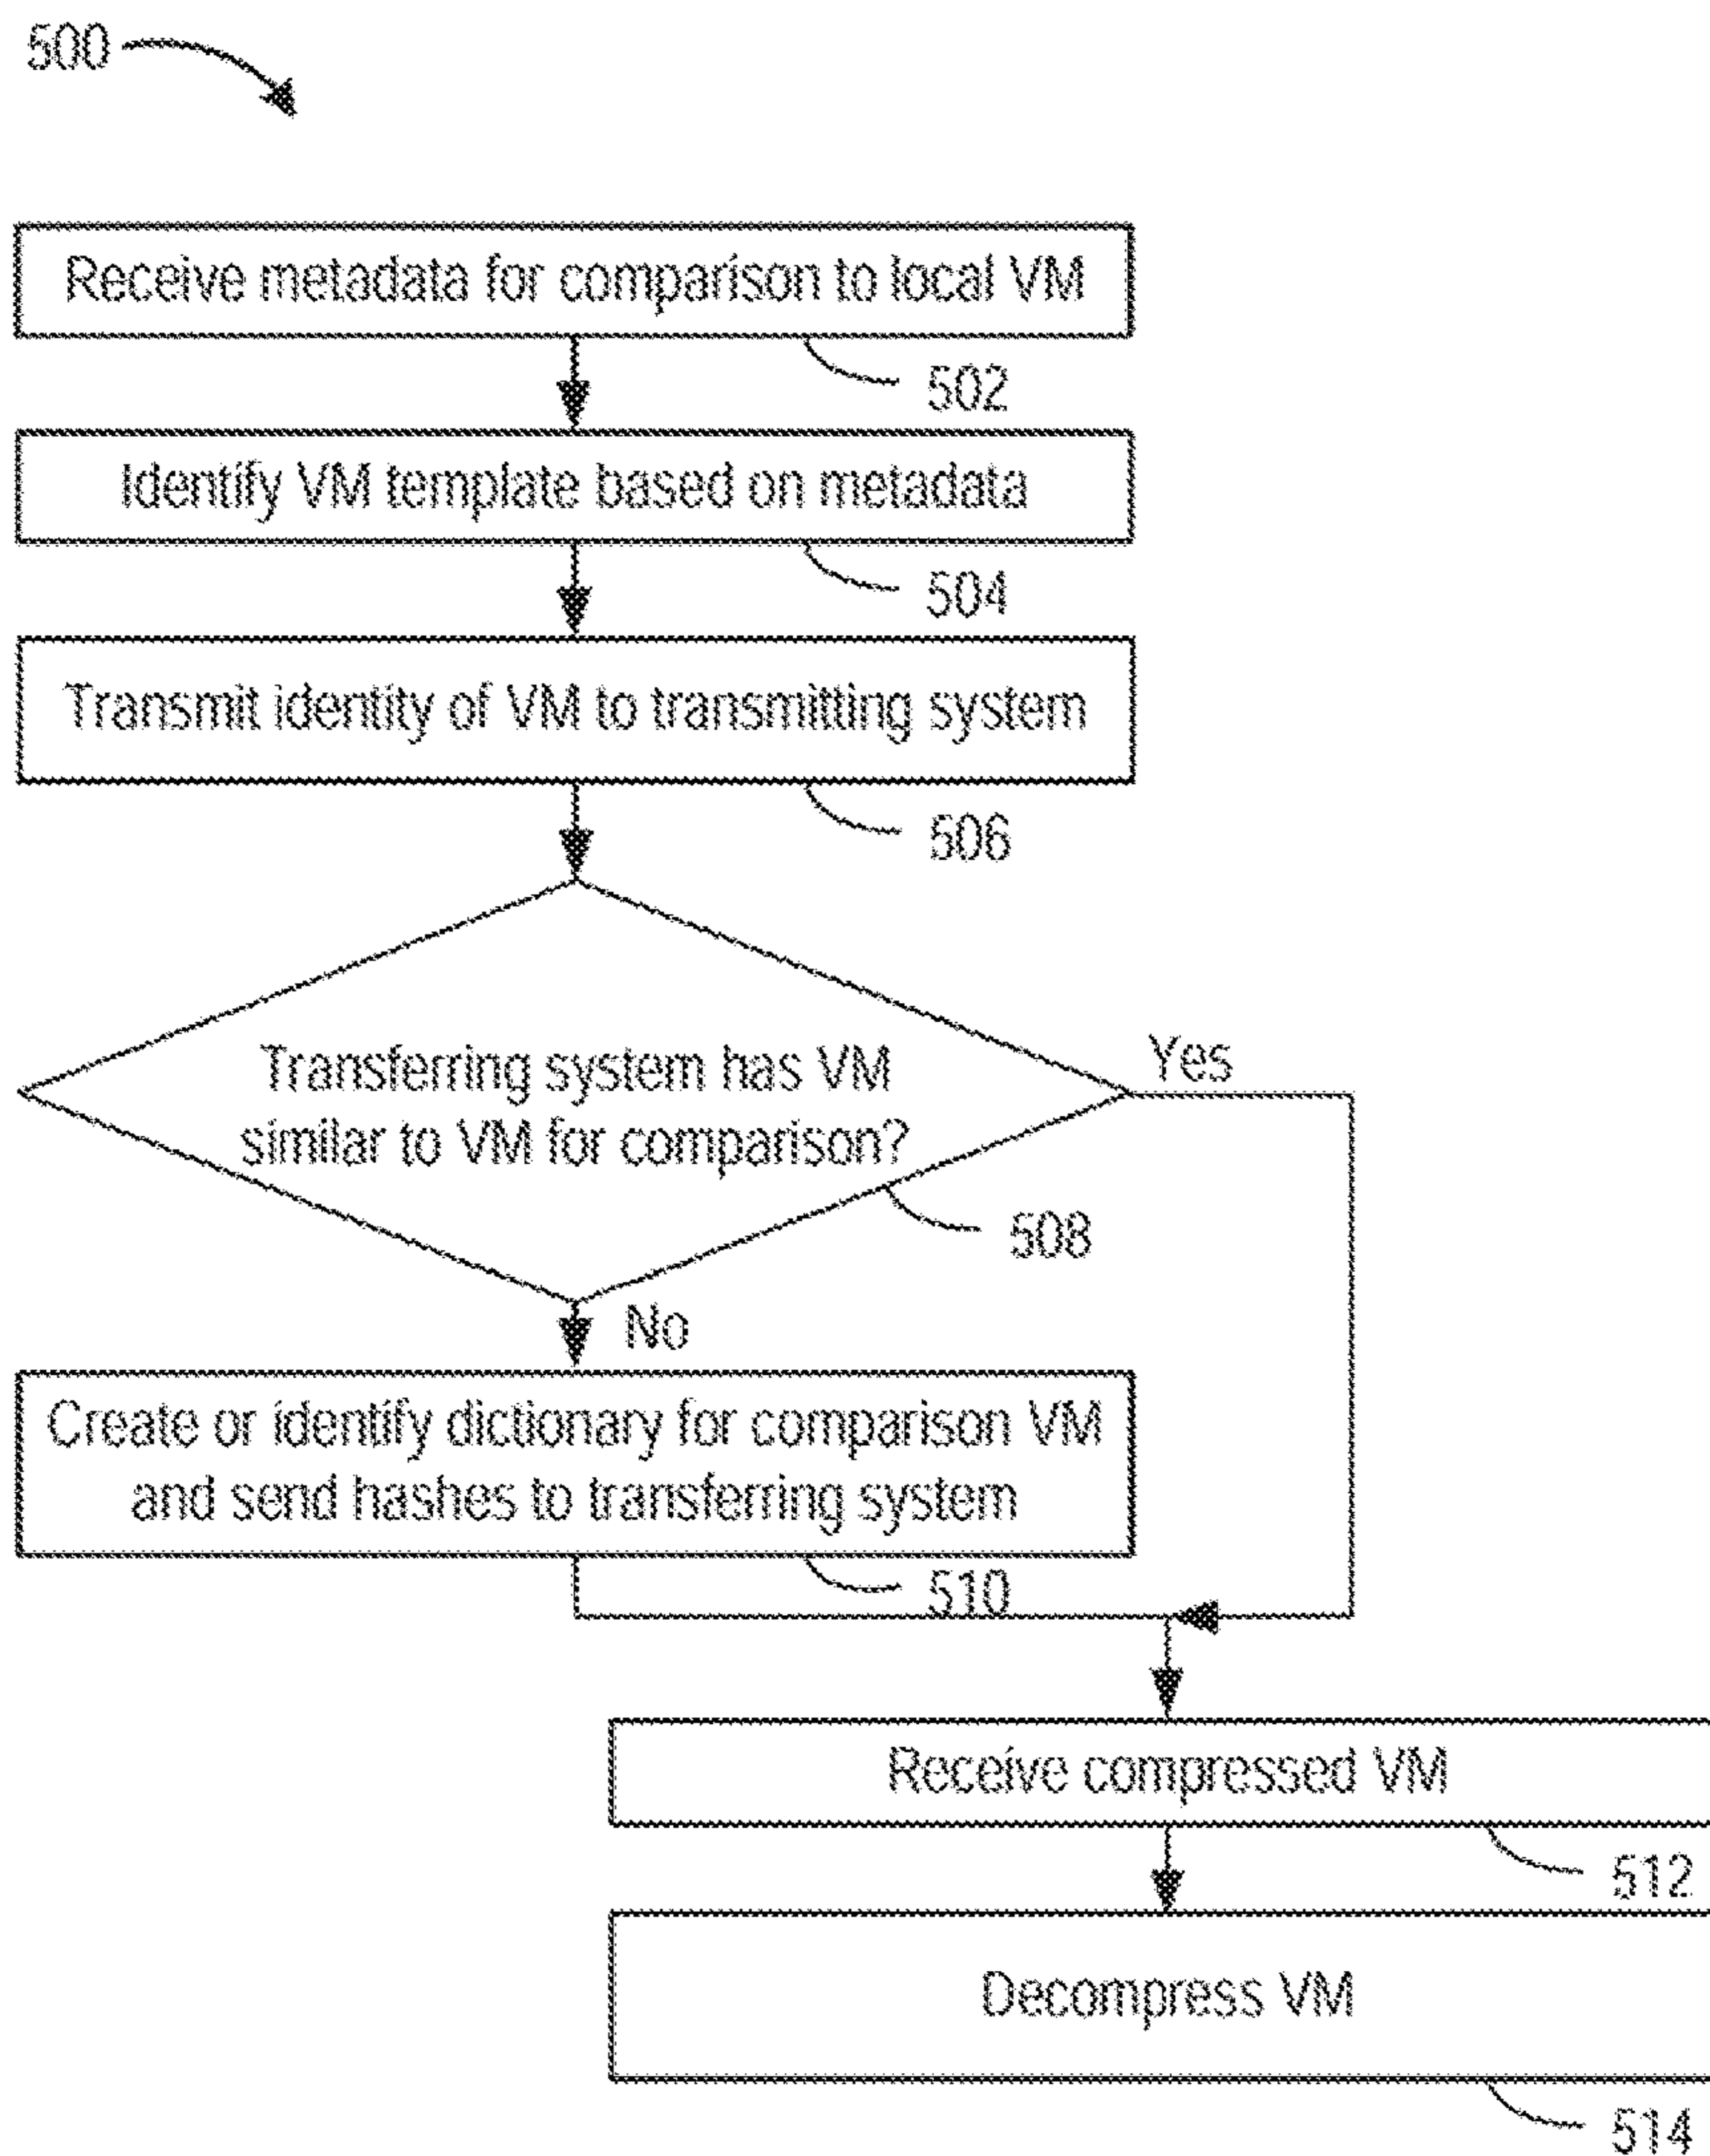 500
Receive metadata for comparison to local VM
502
Identify VM template based on metadata
504
Transmit identity of VM to transmitting system
506
Transferring system has VM
similar to VM for comparison?
Yes
508
No
Create or identify dictionary for comparison VM
and send hashes to transferring system
510
Receive compressed VM
512
Decompress VM
514